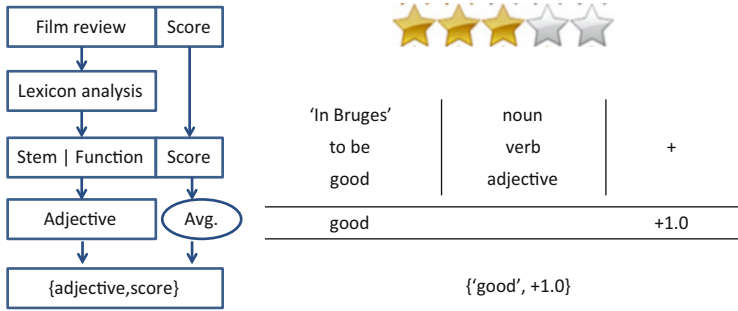 Film review Score
Lexicon analysis
'In Bruges' noun
to be verb +
Stem | Function Score
good adjective
Adjective Avg. good +1.0
{adjective,score} {'good', +1.0}